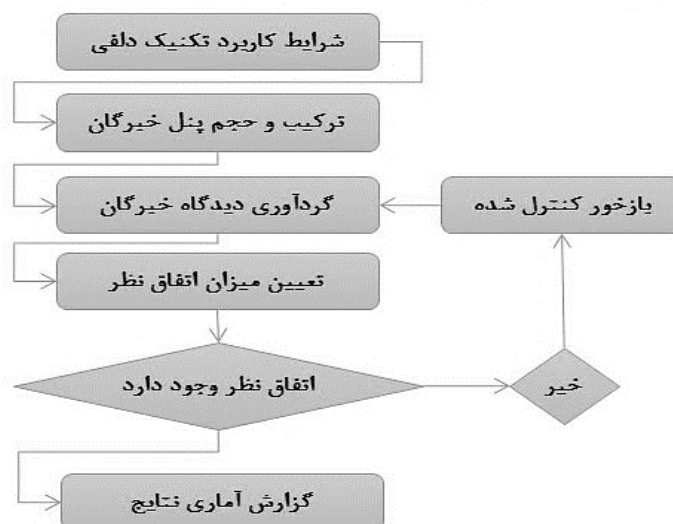 شرایط کاربرد تکنیک دلفی
ترکیب و حجم پنل خبرگان
گردآوری دیدگاه خبرگان
بازخور کنترل شده
تعیین میزان اتفاق نظر
اتفاق نظر وجود دارد
خیر
گزارش آماری نتایج